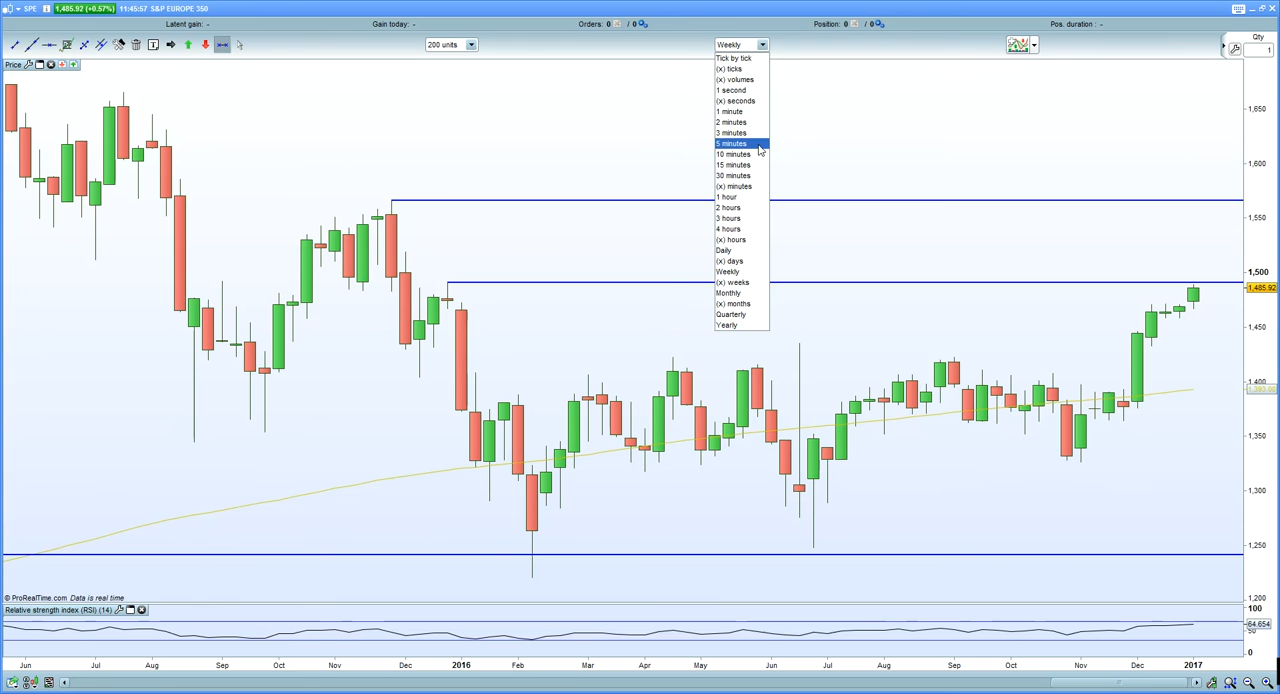 SPE 1,485.92 (+0.57%) 11:45:57 S&P EUROPE 350
Latent gain: - Gain today: - Orders: 0 / 0 Position: 0 / 0 Pos. duration : -
200 units Weekly Qty
1
Price
Tick by tick
(x) ticks
(x) volumes
1 second
(x) seconds
1 minute
2 minutes
3 minutes
5 minutes
10 minutes
15 minutes
30 minutes
(x) minutes
1 hour
2 hours
3 hours
4 hours
(x) hours
Daily
(x) days
Weekly
(x) weeks
Monthly
(x) months
Quarterly
Yearly
1,650
1,600
1,550
1,500
1,485.92
1,450
1,400
1,350
1,300
1,250
1,200
© ProRealTime.com Data is real time
Relative strength index (RSI) (14)
100
64.654
50
0
Jun Jul Aug Sep Oct Nov Dec 2016 Feb Mar Apr May Jun Jul Aug Sep Oct Nov Dec 2017